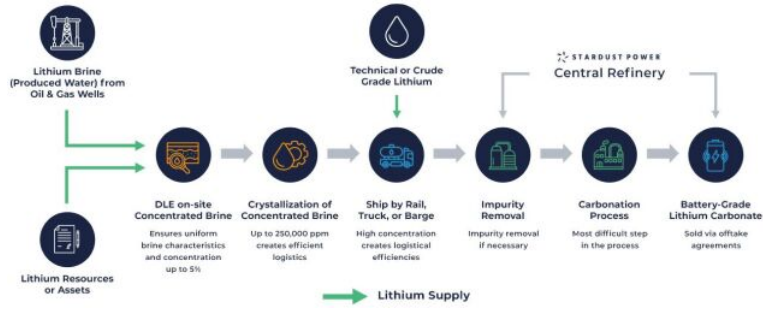 Lithium Brine
(Produced Water) from
Oil & Gas Wells
Technical or Crude
Grade Lithium
STARDUST POWER
Central Refinery
DLE on-site
Concentrated Brine
Ensures uniform
brine characteristics
and concentration
up to 5%
Crystallization of
Concentrated Brine
Up to 250,000 ppm
creates efficient
logistics
Ship by Rail,
Truck, or Barge
High concentration
creates logistical
efficiencies
Impurity
Removal
Impurity removal
if necessary
Carbonation
Process
Most difficult step
in the process
Battery-Grade
Lithium Carbonate
Sold via offtake
agreements
Lithium Resources
or Assets
Lithium Supply